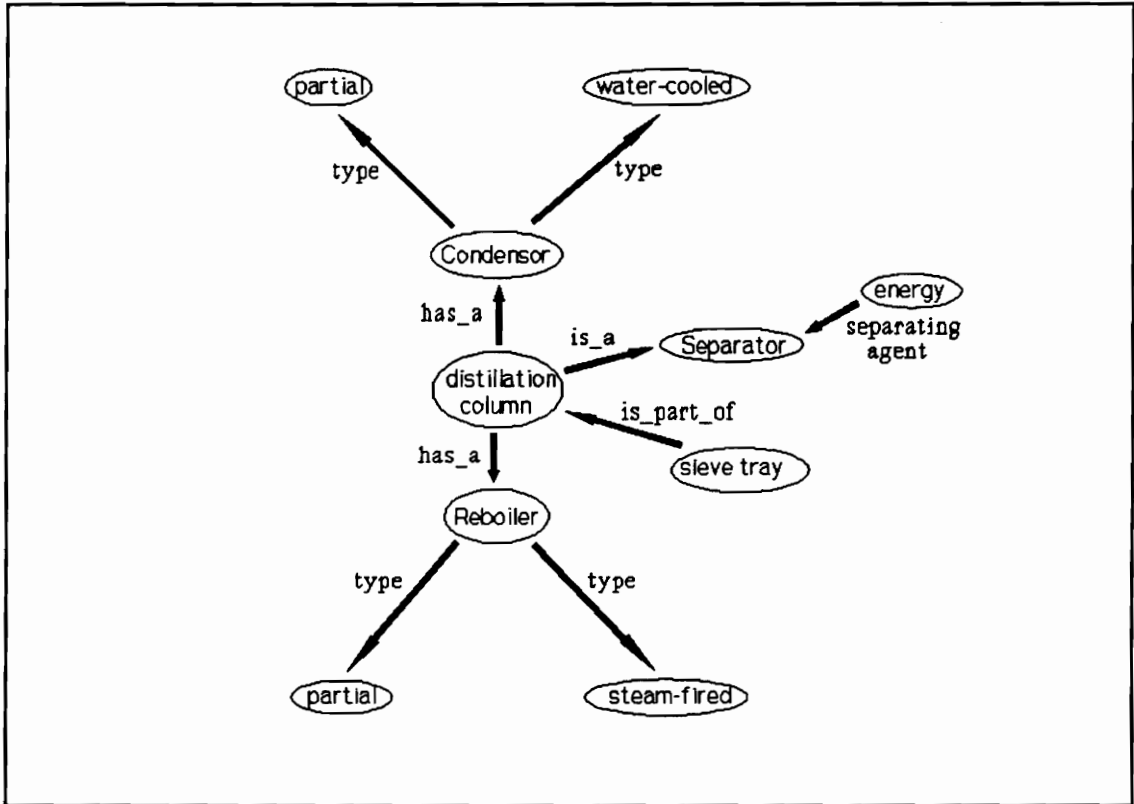 partial
water-cooled
type
type
Condensor
energy
has_a
separating
agent
is_a
Separator
distillation
column
is_part_of
has_a
sieve tray
Reboiler
type
type
partial
steam-fired